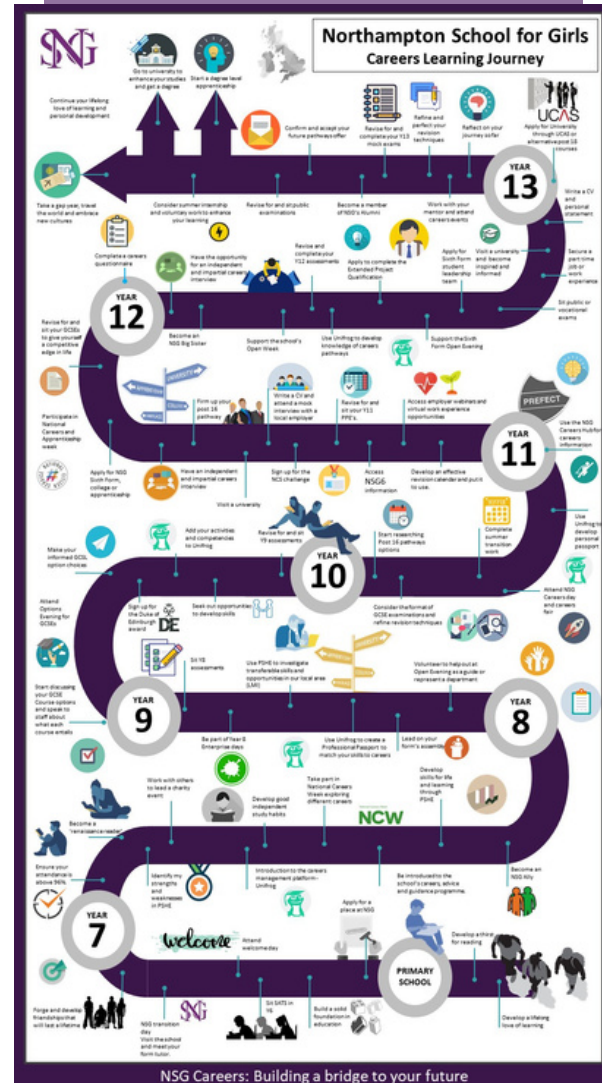 NSG
Northampton School for Girls
Careers Learning Journey
Go to university to
enhance your studies
and get a degree
Start a degree level
apprenticeship
Continue your lifelong
love of learning and
personal development
Confirm and accept your
future pathways offer
Revise for and
complete your Y13
mock exams
Refine and
perfect your
revision
techniques
Reflect on your
journey so far
UCAS
Apply for University
through UCAS or
alternative post 18
courses
YEAR
13
Take a gap year, travel
the world and embrace
new cultures
Consider summer internship
and voluntary work to enhance
your learning
Revise for and sit public
examinations
Become a member
of NSG's Alumni
Work with your
mentor and attend
careers events
Write a CV
and
personal
statement
Complete a careers
questionnaire
Have the opportunity
for an independent
and impartial careers
interview
Revise and
complete your
Y12 assessments
Apply to complete the
Extended Project
Qualification
Apply for
Sixth Form
student
leadership
team
Visit a university
and become
inspired and
informed
Secure a
part time
job or
work
experience
YEAR
12
Sit public or
vocational
exams
Revise for and
sit your GCSEs
to give yourself
a competitive
edge in life
Become an
NSG Big Sister
Support the school's
Open Week
Use Unifrog to develop
knowledge of careers
pathways
Support the Sixth
Form Open Evening
Participate in
National
Careers and
Apprenticeship
week
UNIVERSITY
Firm up your
post 16
pathway
Write a CV and
attend a mock
interview with a
local employer
Revise for and
sit your Y11
PPE's.
Access employer webinars and
virtual work experience
opportunities
PREFECT
YEAR
11
Use the NSG
Careers Hub for
careers
information
Apply for NSG
Sixth Form,
college or
apprenticeship
Have an independent
and impartial careers
interview
Visit a university
Sign up for the
NCS challenge
Access
NSG6
information
Develop an effective
revision calendar and put it
to use.
Use
Unifrog to
develop
personal
passport
Make your
informed GCSE
option choices
Add your activities
and competencies
to Unifrog
Revise for and sit
Y9 assessments
YEAR
10
Start researching
Post 16 pathways
options
Complete
summer
transition
work
Attend NSG
Careers day
and careers
fair
Attend
Options
Evening for
GCSEs
Sign up for
the Duke of
Edinburgh
award
DE
Seek out opportunities
to develop skills
Consider the format of
GCSE examinations and
refine revision techniques
Start discussing
your GCSE
Course options
and speak to
staff about
what each
course entails
YEAR
9
Sit Y8
assessments
Use PSHE to investigate
transferable skills and
opportunities in our local area
(LMI)
Volunteer to help out at
Open Evening as a guide or
represent a department
YEAR
8
Be part of Year 8
Enterprise days
Use Unifrog to create a
Professional Passport to
match your skills to careers
Lead on your
form's assembly
Work with others
to lead a charity
event
Develop good
independent
study habits
Take part in
National Careers
Week exploring
different careers
NCW
Develop
skills for life
and learning
through
PSHE
Become a
'renaissance reader'
Ensure your
attendance is
above 96%
Identify my
strengths
and
weaknesses
in PSHE
Introduction to the careers
management platform-
Unifrog
Be introduced to the
school's careers, advice
and guidance programme.
Become an
NSG Ally
YEAR
7
welcome
Attend
welcome day
Apply for a
place at NSG
PRIMARY
SCHOOL
Develop a thirst
for reading
Forge and develop
friendships that
will last a lifetime
NSG transition
day
Visit the school
and meet your
form tutor.
NSG
Sit SATS in
Y6
Build a solid
foundation in
education
Develop a lifelong
love of learning
NSG Careers: Building a bridge to your future